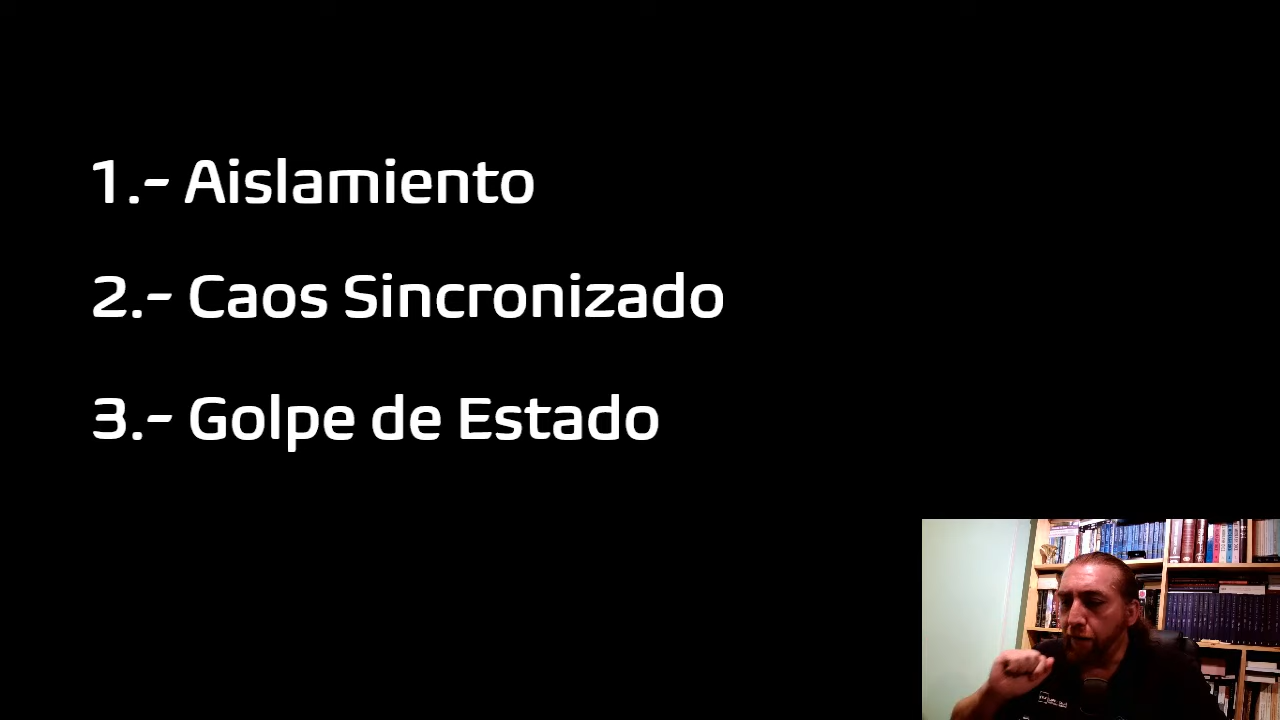 1.- Aislamiento
2.- Caos Sincronizado
3.- Golpe de Estado